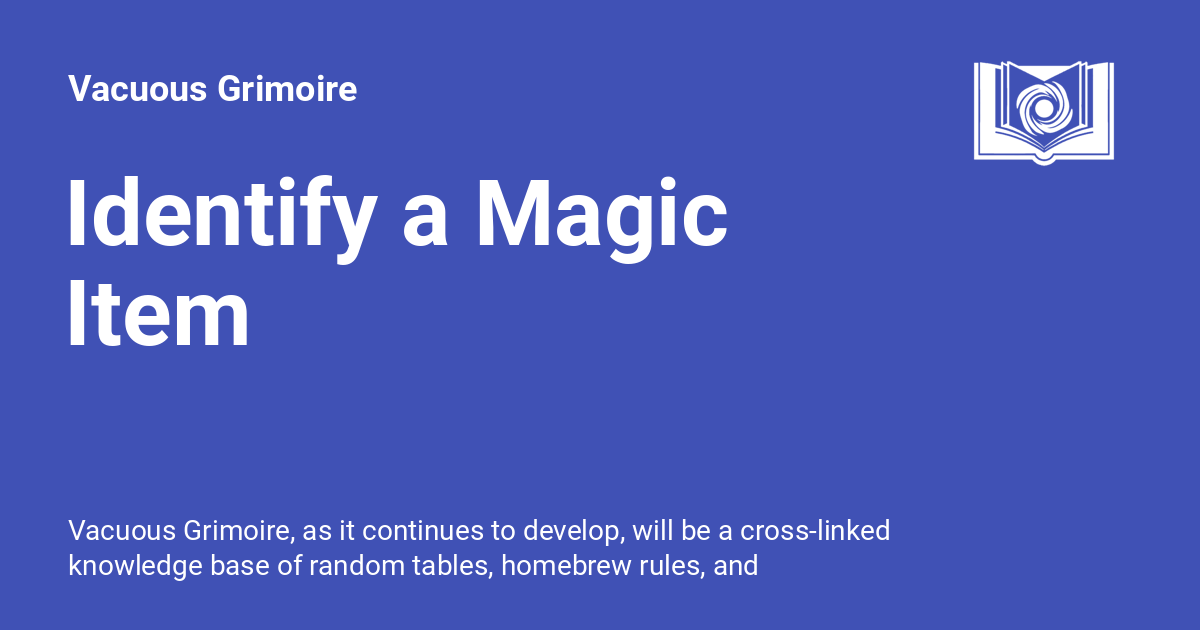 Vacuous Grimoire
Identify a Magic
Item
Vacuous Grimoire, as it continues to develop, will be a cross-linked
knowledge base of random tables, homebrew rules, and